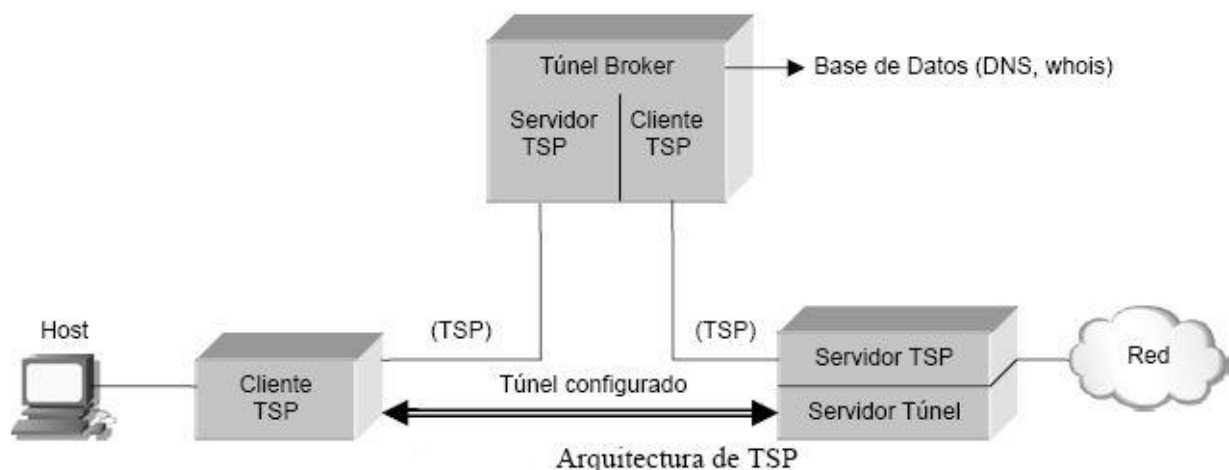 Túnel Broker
Servidor
TSP
Cliente
TSP
Base de Datos (DNS, whois)
Host
Cliente
TSP
(TSP)
(TSP)
Túnel configurado
Servidor TSP
Servidor Túnel
Red
Arquitectura de TSP